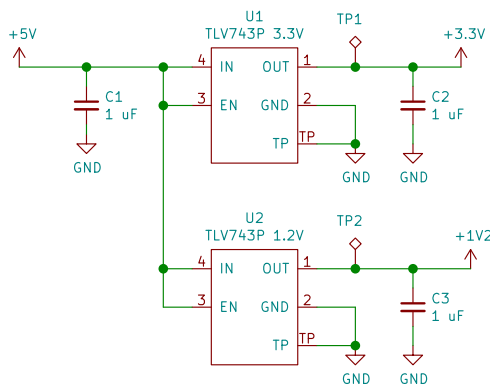 U1
TLV743P 3.3V
TP1
+5V
+3.3V
4 IN OUT 1
C1
1 uF
3 EN GND 2
C2
1 uF
TP TP
GND
GND
GND
U2
TLV743P 1.2V
TP2
+1V2
4 IN OUT 1
3 EN GND 2
C3
1 uF
TP TP
GND
GND